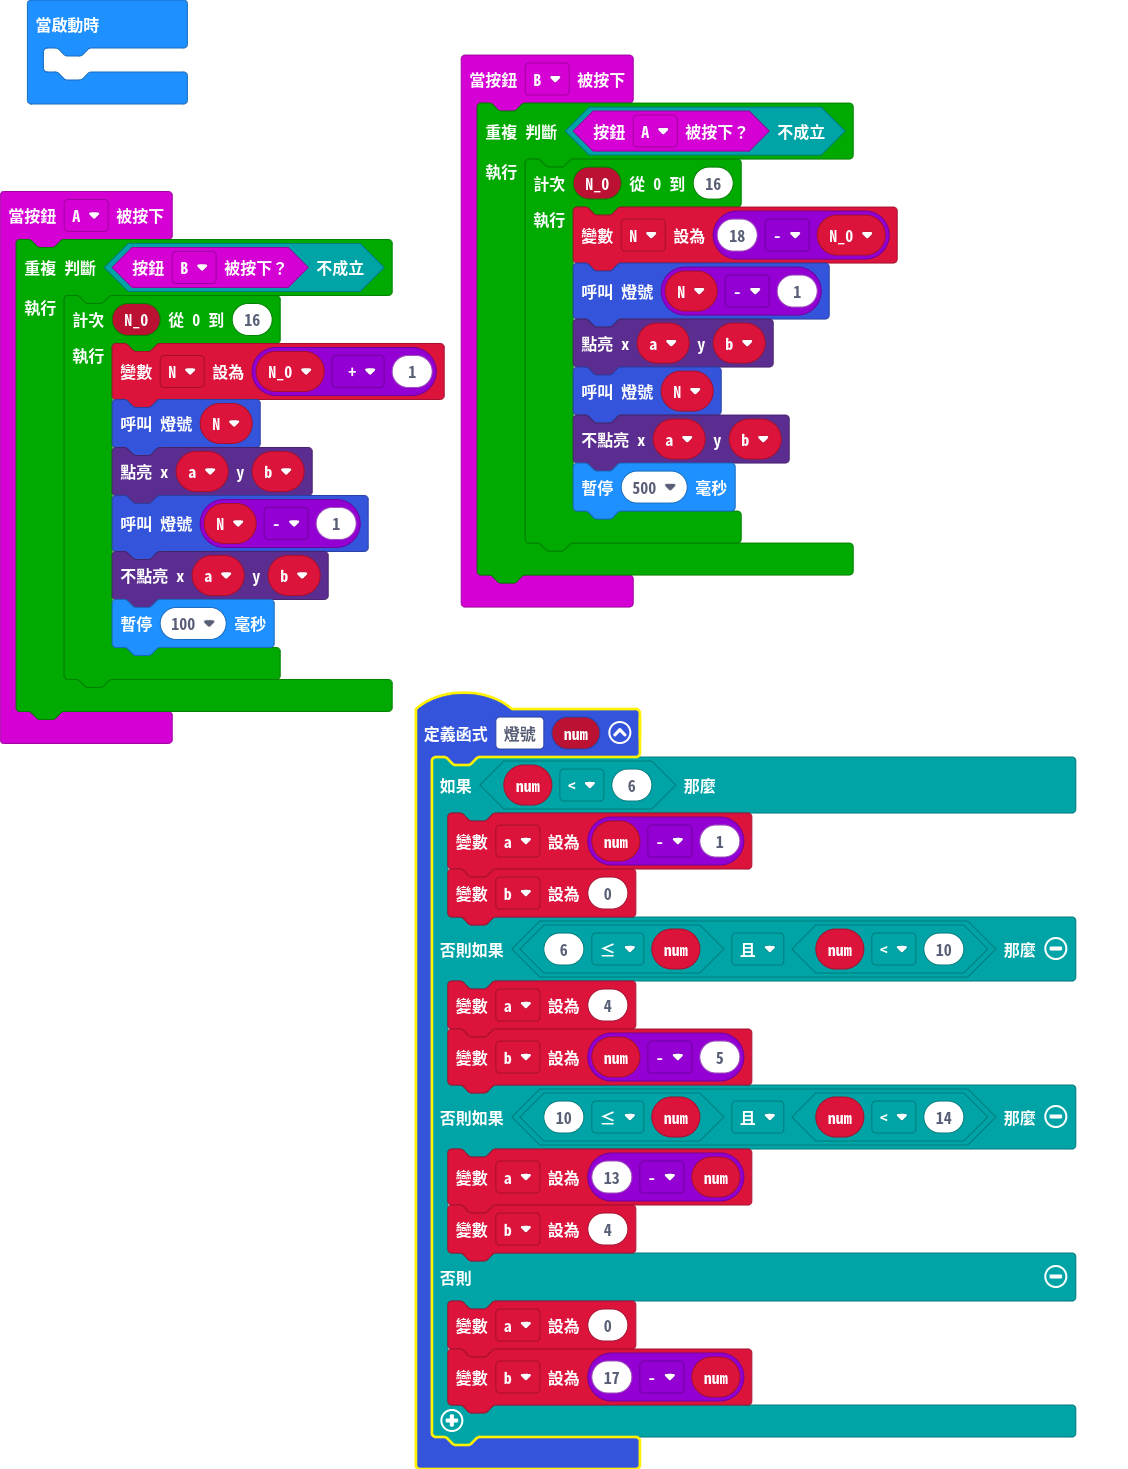 當啟動時
當按鈕 A 被按下
重複 判斷 按鈕 B 被按下？ 不成立
執行
計次 N_0 從 0 到 16
執行
變數 N 設為 N_0 + 1
呼叫 燈號 N
點亮 x a y b
呼叫 燈號 N - 1
不點亮 x a y b
暫停 100 毫秒
當按鈕 B 被按下
重複 判斷 按鈕 A 被按下？ 不成立
執行
計次 N_0 從 0 到 16
執行
變數 N 設為 18 - N_0
呼叫 燈號 N - 1
點亮 x a y b
呼叫 燈號 N
不點亮 x a y b
暫停 500 毫秒
定義函式 燈號 num
如果 num < 6 那麼
變數 a 設為 num - 1
變數 b 設為 0
否則如果 6 ≤ num 且 num < 10 那麼
變數 a 設為 4
變數 b 設為 num - 5
否則如果 10 ≤ num 且 num < 14 那麼
變數 a 設為 13 - num
變數 b 設為 4
否則
變數 a 設為 0
變數 b 設為 17 - num